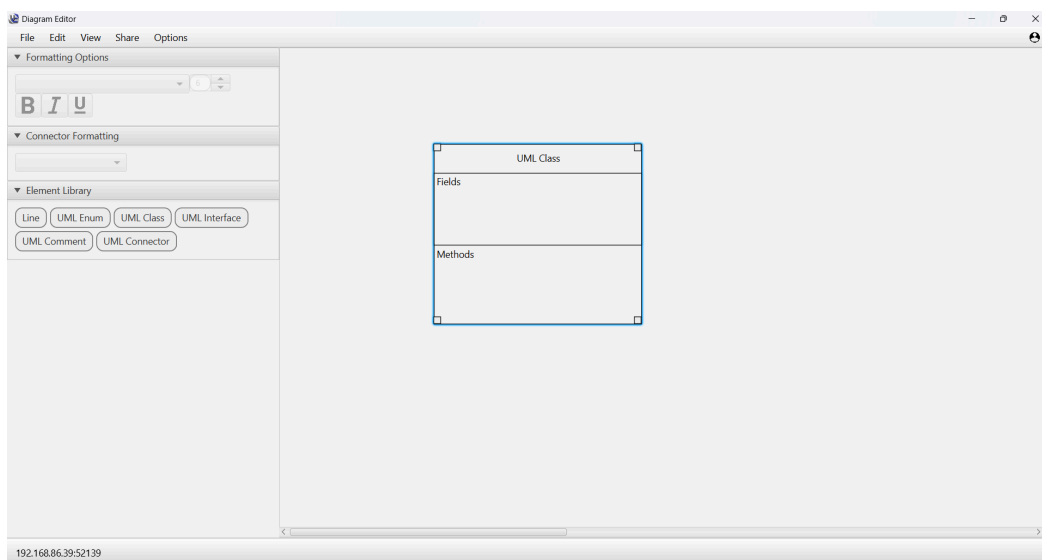 Diagram Editor
File Edit View Share Options
Formatting Options
B I U
Connector Formatting
Element Library
Line UML Enum UML Class UML Interface
UML Comment UML Connector
UML Class
Fields
Methods
192.168.86.39:52139